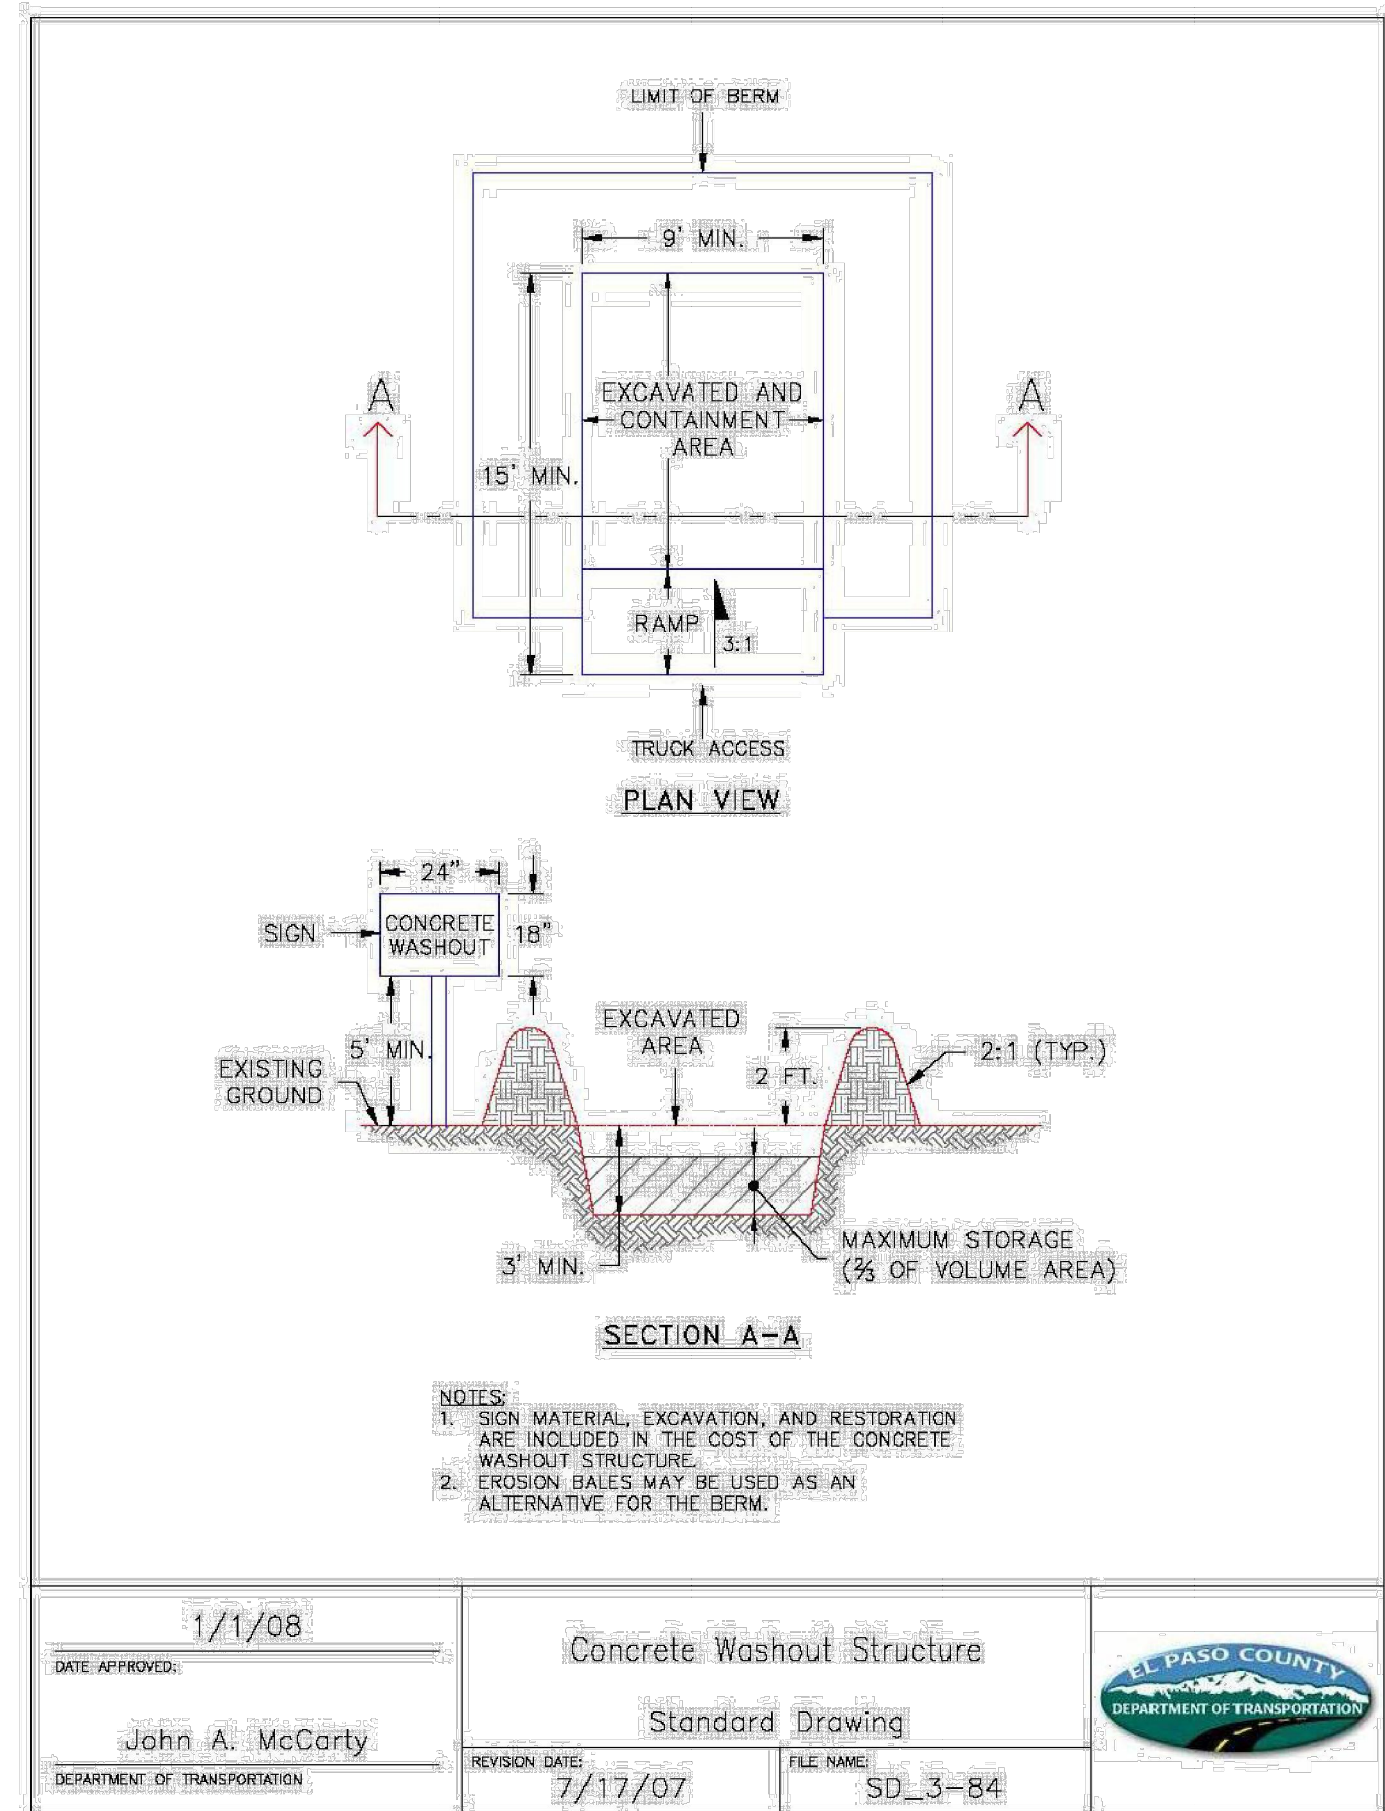 LIMIT OF BERM
9' MIN.
A
EXCAVATED AND
CONTAINMENT
AREA
A
15' MIN.
RAMP
3:1
TRUCK ACCESS
PLAN VIEW
24"
SIGN
CONCRETE
WASHOUT
18"
5' MIN.
EXISTING
GROUND
EXCAVATED
AREA
2 FT.
2:1 (TYP.)
3' MIN.
MAXIMUM STORAGE
(⅔ OF VOLUME AREA)
SECTION A-A
NOTES:
1. SIGN MATERIAL, EXCAVATION, AND RESTORATION
ARE INCLUDED IN THE COST OF THE CONCRETE
WASHOUT STRUCTURE.
2. EROSION BALES MAY BE USED AS AN
ALTERNATIVE FOR THE BERM.
1/1/08
DATE APPROVED:
John A. McCarty
DEPARTMENT OF TRANSPORTATION
Concrete Washout Structure
Standard Drawing
REVISION DATE:
7/17/07
FILE NAME:
SD_3-84
EL PASO COUNTY
DEPARTMENT OF TRANSPORTATION